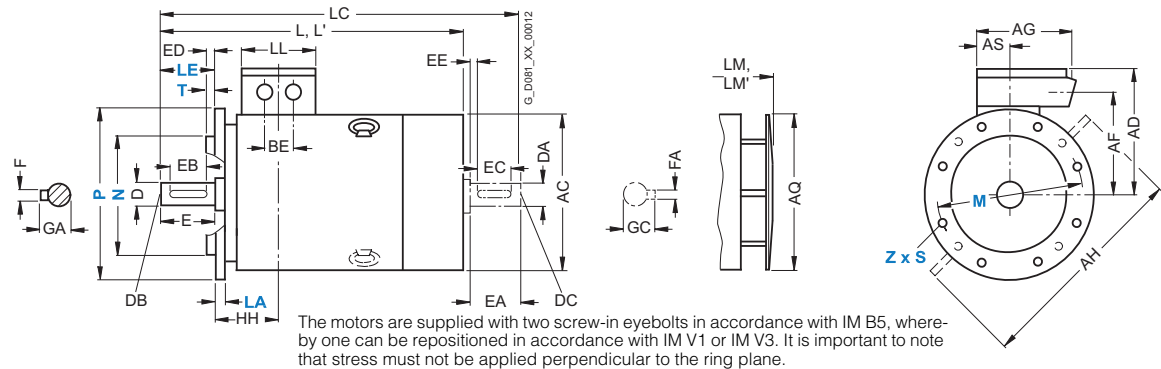 LC
L, L'
ED
LL
LE
T
EE
G_D081_XX_00012
LM,
LM'
AG
AS
BE
F
P
N
EB
D
E
GA
DB
LA
HH
AC
EC
DA
EA
DC
FA
GC
AQ
AF
AD
M
Z x S
AH
The motors are supplied with two screw-in eyebolts in accordance with IM B5, where-
by one can be repositioned in accordance with IM V1 or IM V3. It is important to note
that stress must not be applied perpendicular to the ring plane.